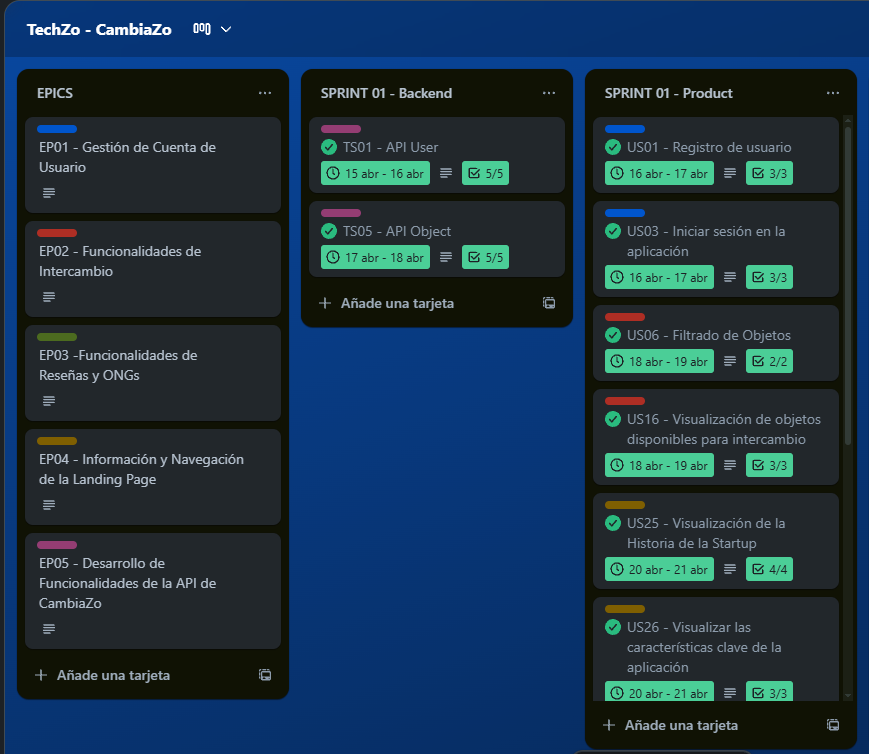 TechZo - CambiaZo
EPICS
EP01 - Gestión de Cuenta de
Usuario
EP02 - Funcionalidades de
Intercambio
EP03 -Funcionalidades de
Reseñas y ONGs
EP04 - Información y Navegación
de la Landing Page
EP05 - Desarrollo de
Funcionalidades de la API de
CambiaZo
Añade una tarjeta
SPRINT 01 - Backend
TS01 - API User
15 abr - 16 abr 5/5
TS05 - API Object
17 abr - 18 abr 5/5
Añade una tarjeta
SPRINT 01 - Product
US01 - Registro de usuario
16 abr - 17 abr 3/3
US03 - Iniciar sesión en la
aplicación
16 abr - 17 abr 3/3
US06 - Filtrado de Objetos
18 abr - 19 abr 2/2
US16 - Visualización de objetos
disponibles para intercambio
18 abr - 19 abr 3/3
US25 - Visualización de la
Historia de la Startup
20 abr - 21 abr 4/4
US26 - Visualizar las
características clave de la
aplicación
20 abr - 21 abr 3/3
Añade una tarjeta